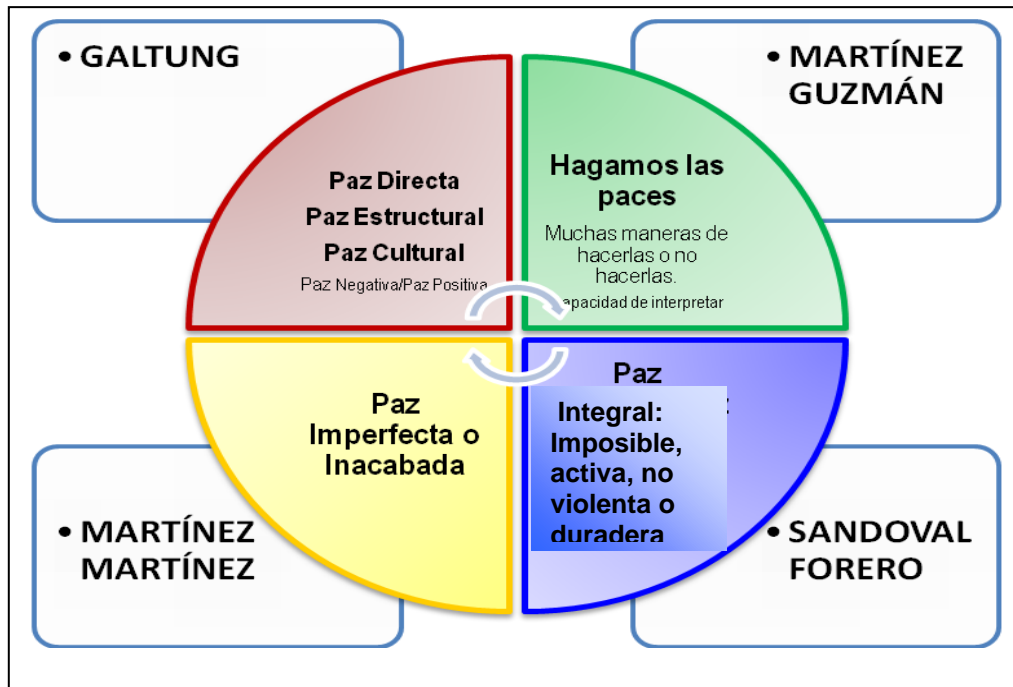 • GALTUNG
• MARTÍNEZ
GUZMÁN
Paz Directa
Paz Estructural
Paz Cultural
Paz Negativa/Paz Positiva
Hagamos las
paces
Muchas maneras de
hacerlas o no
hacerlas.
apacidad de interpretar
Paz
Imperfecta o
Inacabada
Paz
Integral:
Imposible,
activa, no
violenta o
duradera
• MARTÍNEZ
MARTÍNEZ
• SANDOVAL
FORERO